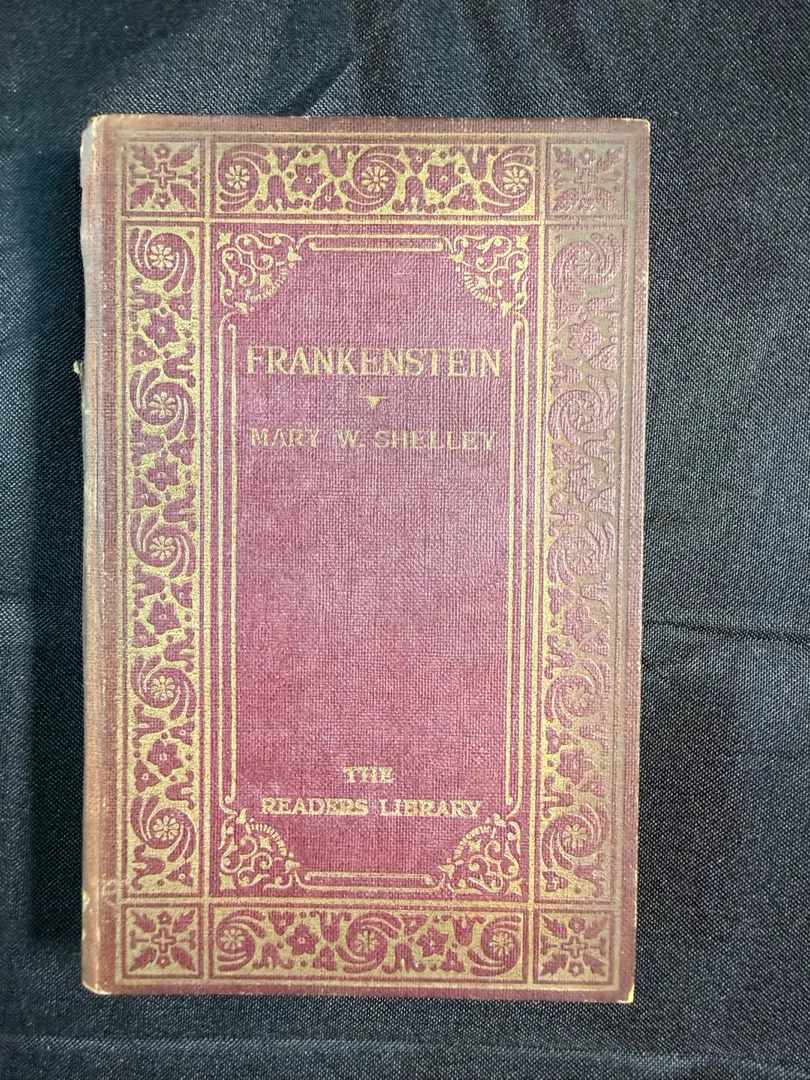 FRANKENSTEIN
MARY W. SHELLEY
THE
READERS LIBRARY